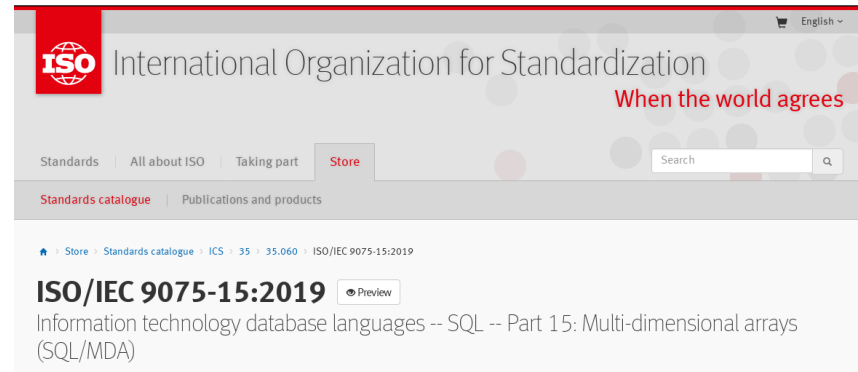 English
ISO
International Organization for Standardization
When the world agrees
Standards
All about ISO
Taking part
Store
Search
Standards catalogue
Publications and products
Store › Standards catalogue › ICS › 35 › 35.060 › ISO/IEC 9075-15:2019
ISO/IEC 9075-15:2019 Preview
Information technology database languages -- SQL -- Part 15: Multi-dimensional arrays
(SQL/MDA)